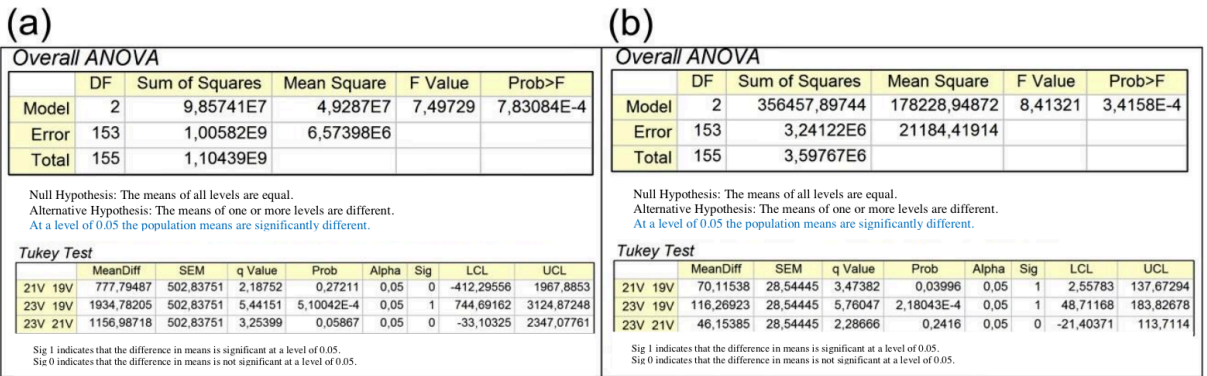 (a)
Overall ANOVA
DF Sum of Squares Mean Square F Value Prob>F
Model 2 9,85741E7 4,9287E7 7,49729 7,83084E-4
Error 153 1,00582E9 6,57398E6
Total 155 1,10439E9
Null Hypothesis: The means of all levels are equal.
Alternative Hypothesis: The means of one or more levels are different.
At a level of 0.05 the population means are significantly different.
Tukey Test
MeanDiff SEM q Value Prob Alpha Sig LCL UCL
21V 19V 777,79487 502,83751 2,18752 0,27211 0,05 0 -412,29556 1967,8853
23V 19V 1934,78205 502,83751 5,44151 5,10042E-4 0,05 1 744,69162 3124,87248
23V 21V 1156,98718 502,83751 3,25399 0,05867 0,05 0 -33,10325 2347,07761
Sig 1 indicates that the difference in means is significant at a level of 0.05.
Sig 0 indicates that the difference in means is not significant at a level of 0.05.
(b)
Overall ANOVA
DF Sum of Squares Mean Square F Value Prob>F
Model 2 356457,89744 178228,94872 8,41321 3,4158E-4
Error 153 3,24122E6 21184,41914
Total 155 3,59767E6
Null Hypothesis: The means of all levels are equal.
Alternative Hypothesis: The means of one or more levels are different.
At a level of 0.05 the population means are significantly different.
Tukey Test
MeanDiff SEM q Value Prob Alpha Sig LCL UCL
21V 19V 70,11538 28,54445 3,47382 0,03996 0,05 1 2,55783 137,67294
23V 19V 116,26923 28,54445 5,76047 2,18043E-4 0,05 1 48,71168 183,82678
23V 21V 46,15385 28,54445 2,28666 0,2416 0,05 0 -21,40371 113,7114
Sig 1 indicates that the difference in means is significant at a level of 0.05.
Sig 0 indicates that the difference in means is not significant at a level of 0.05.